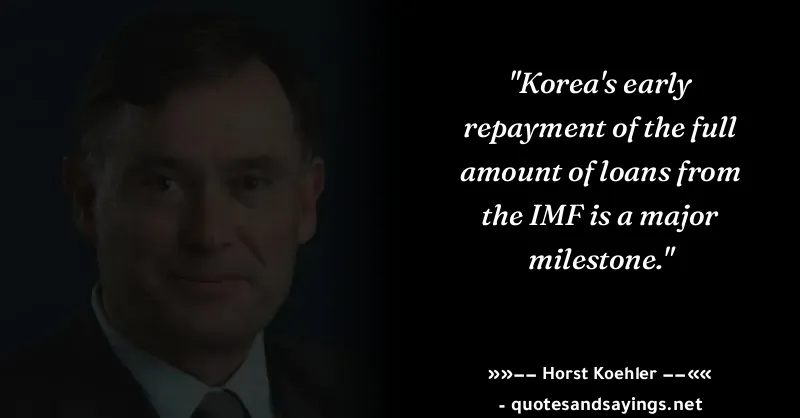 "Korea's early
repayment of the full
amount of loans from
the IMF is a major
milestone."
»»—— Horst Koehler ——««
- quotesandsayings.net